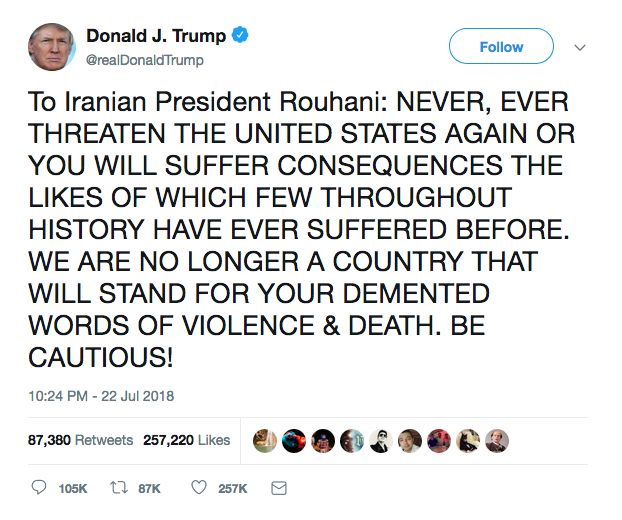 Donald J. Trump
@realDonaldTrump
Follow
To Iranian President Rouhani: NEVER, EVER
THREATEN THE UNITED STATES AGAIN OR
YOU WILL SUFFER CONSEQUENCES THE
LIKES OF WHICH FEW THROUGHOUT
HISTORY HAVE EVER SUFFERED BEFORE.
WE ARE NO LONGER A COUNTRY THAT
WILL STAND FOR YOUR DEMENTED
WORDS OF VIOLENCE & DEATH. BE
CAUTIOUS!
10:24 PM - 22 Jul 2018
87,380 Retweets 257,220 Likes
105K 87K 257K